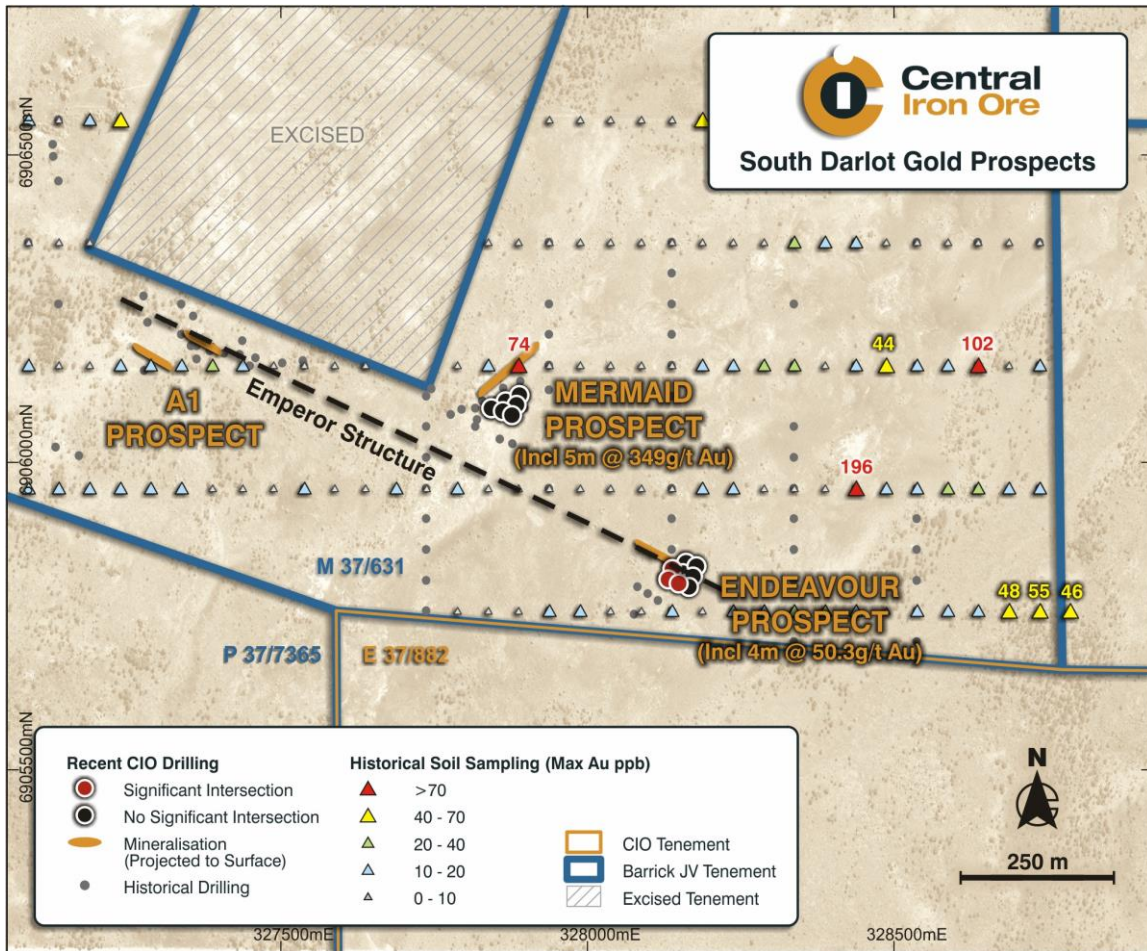 Central
Iron Ore
South Darlot Gold Prospects
EXCISED
6906500mN
74
44
102
A1
PROSPECT
Emperor Structure
MERMAID
PROSPECT
(Incl 5m @ 349g/t Au)
6906000mN
196
M 37/631
ENDEAVOUR
PROSPECT
(Incl 4m @ 50.3g/t Au)
48
55
46
P 37/7365
E 37/882
6905500mN
Recent CIO Drilling
Significant Intersection
No Significant Intersection
Mineralisation
(Projected to Surface)
Historical Drilling
Historical Soil Sampling (Max Au ppb)
>70
40 - 70
20 - 40
10 - 20
0 - 10
CIO Tenement
Barrick JV Tenement
Excised Tenement
N
250 m
327500mE
328000mE
328500mE